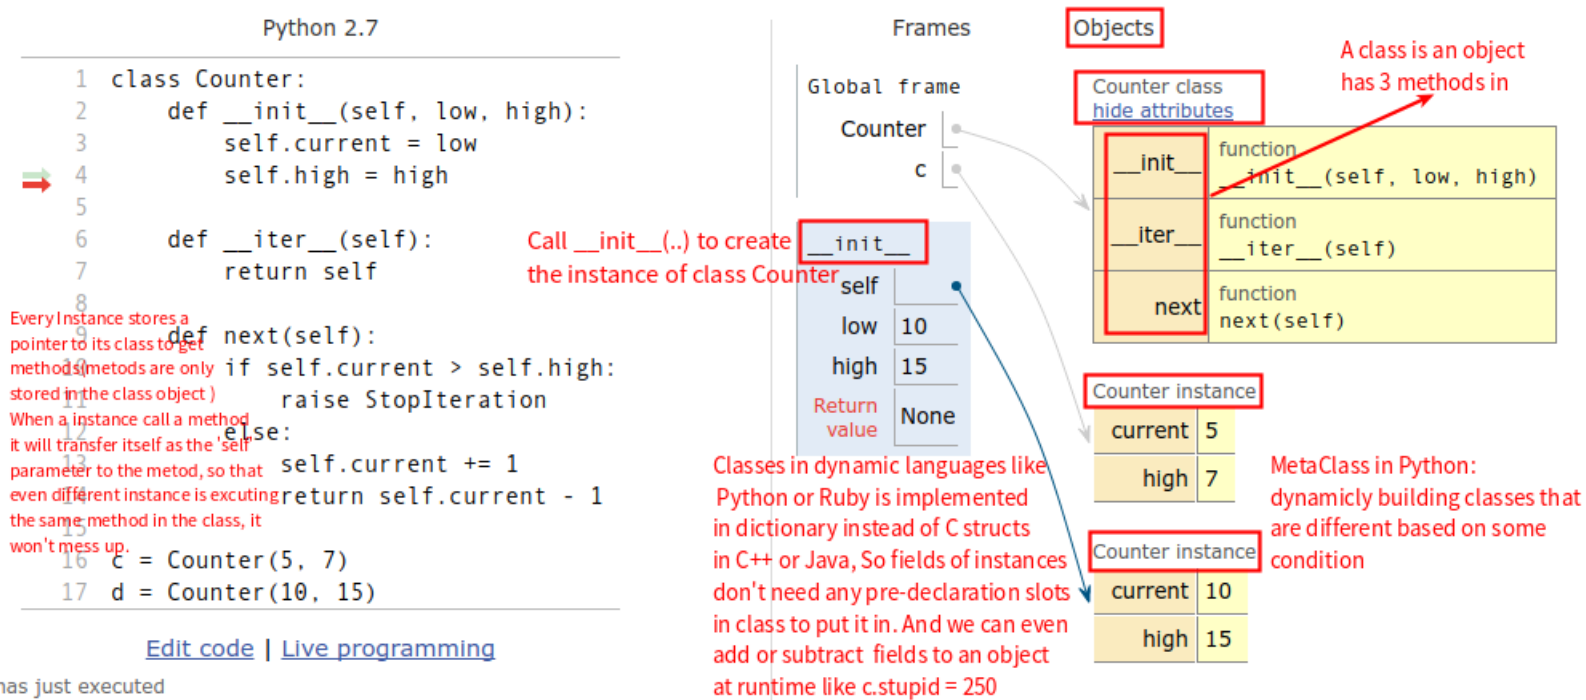 Python 2.7
1 class Counter:
2 def __init__(self, low, high):
3 self.current = low
4 self.high = high
5
6 def __iter__(self):
7 return self
8
9 def next(self):
10 if self.current > self.high:
11 raise StopIteration
12 else:
13 self.current += 1
14 return self.current - 1
15
16 c = Counter(5, 7)
17 d = Counter(10, 15)
Edit code | Live programming
has just executed
Every Instance stores a
pointer to its class to get
methods(metods are only
stored in the class object )
When a instance call a method
it will transfer itself as the 'self'
parameter to the metod, so that
even different instance is excuting
the same method in the class, it
won't mess up.
Call __init__(..) to create
the instance of class Counter
Frames
Global frame
Counter
c
__init__
self
low 10
high 15
Return
value None
Classes in dynamic languages like
Python or Ruby is implemented
in dictionary instead of C structs
in C++ or Java, So fields of instances
don't need any pre-declaration slots
in class to put it in. And we can even
add or subtract fields to an object
at runtime like c.stupid = 250
Objects
A class is an object
has 3 methods in
Counter class
hide attributes
__init__ function
__init__(self, low, high)
__iter__ function
__iter__(self)
next function
next(self)
Counter instance
current 5
high 7
Counter instance
current 10
high 15
MetaClass in Python:
dynamicly building classes that
are different based on some
condition